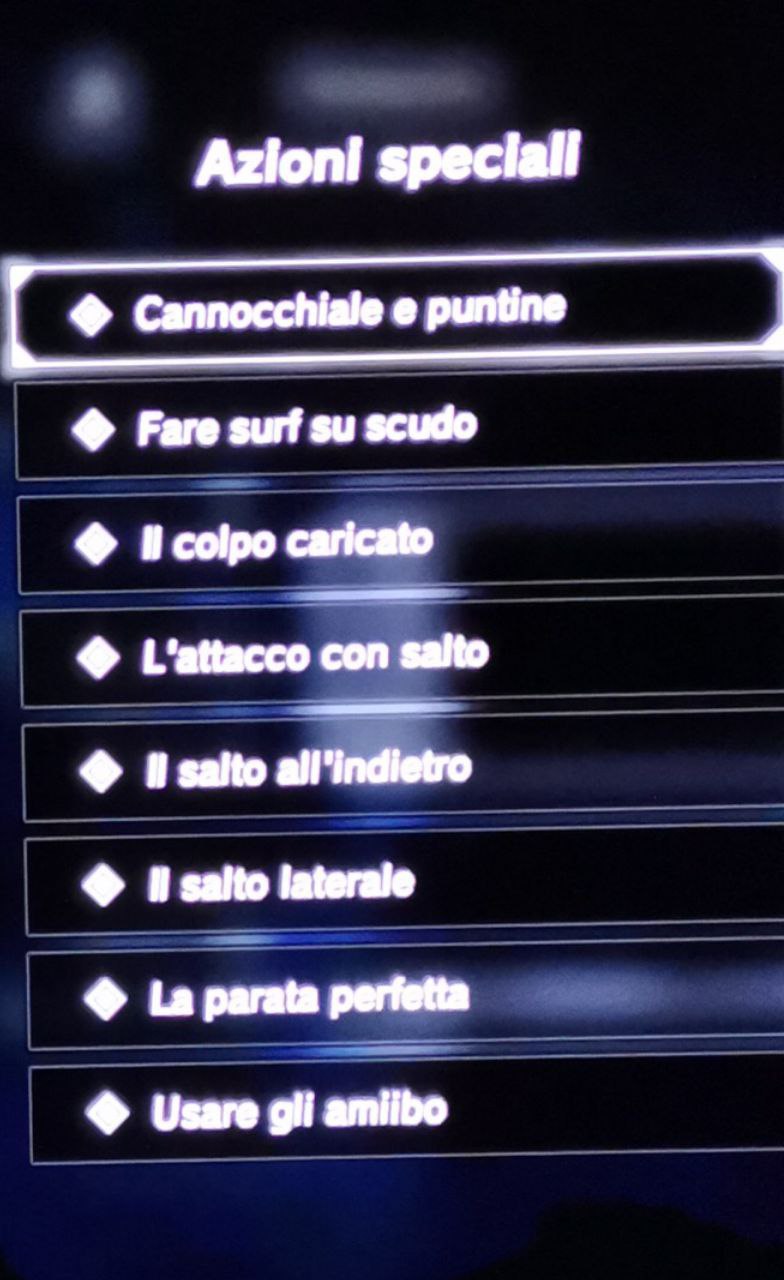 Azioni speciali
Cannocchiale e puntine
Fare surf su scudo
Il colpo caricato
L'attacco con salto
Il salto all'indietro
Il salto laterale
La parata perfetta
Usare gli amiibo